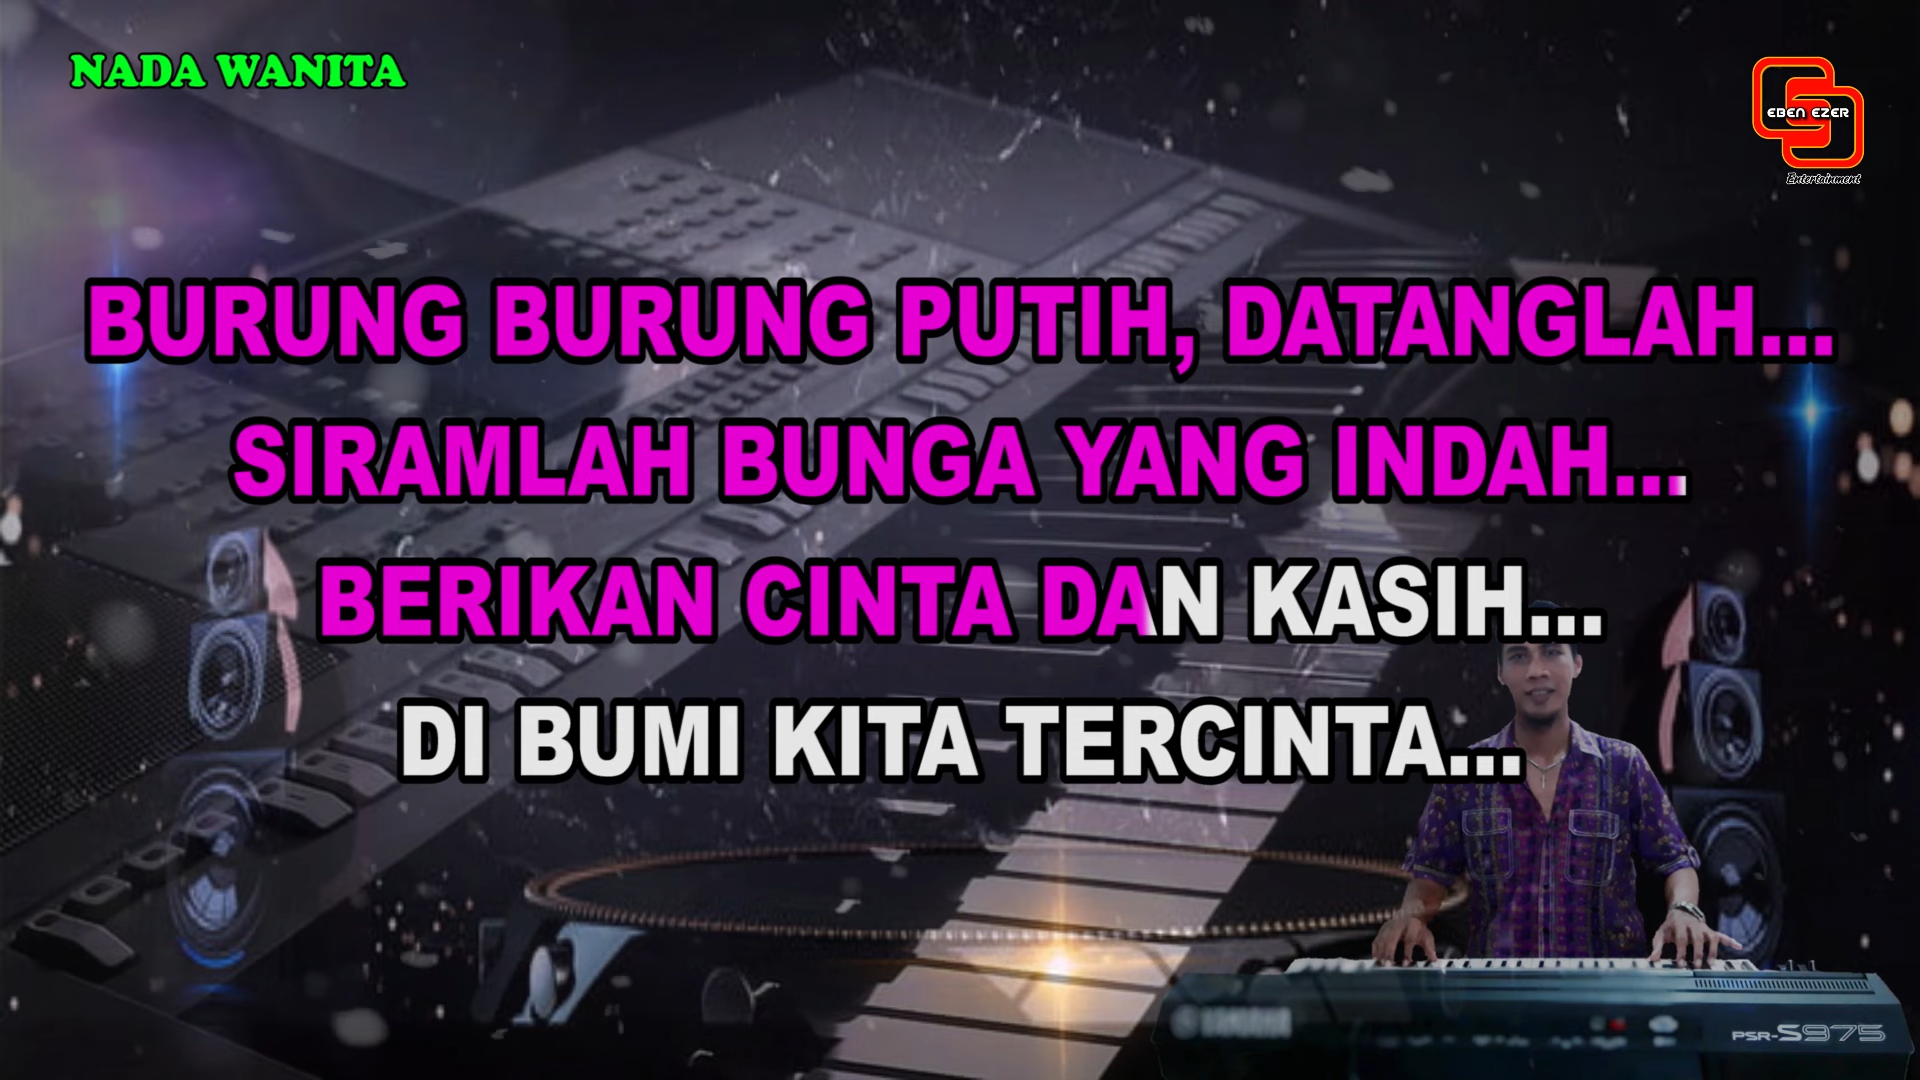 NADA WANITA
EBEN EZER
Entertainment
BURUNG BURUNG PUTIH, DATANGLAH...
SIRAMLAH BUNGA YANG INDAH...
BERIKAN CINTA DAN KASIH...
DI BUMI KITA TERCINTA...
PSR-S975